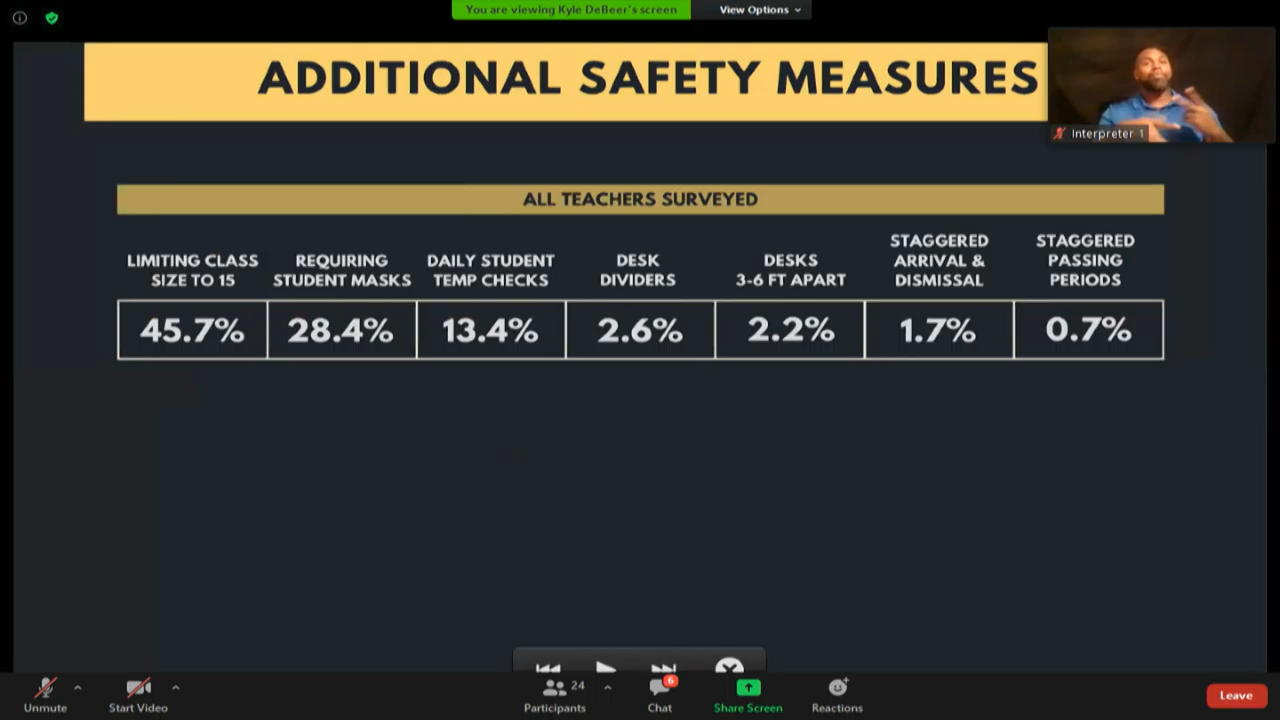 You are viewing Kyle DeBeer's screen
View Options
ADDITIONAL SAFETY MEASURES
Interpreter 1
ALL TEACHERS SURVEYED
LIMITING CLASS
SIZE TO 15
REQUIRING
STUDENT MASKS
DAILY STUDENT
TEMP CHECKS
DESK
DIVIDERS
DESKS
3-6 FT APART
STAGGERED
ARRIVAL &
DISMISSAL
STAGGERED
PASSING
PERIODS
45.7%
28.4%
13.4%
2.6%
2.2%
1.7%
0.7%
Unmute
Start Video
24
Participants
6
Chat
Share Screen
Reactions
Leave